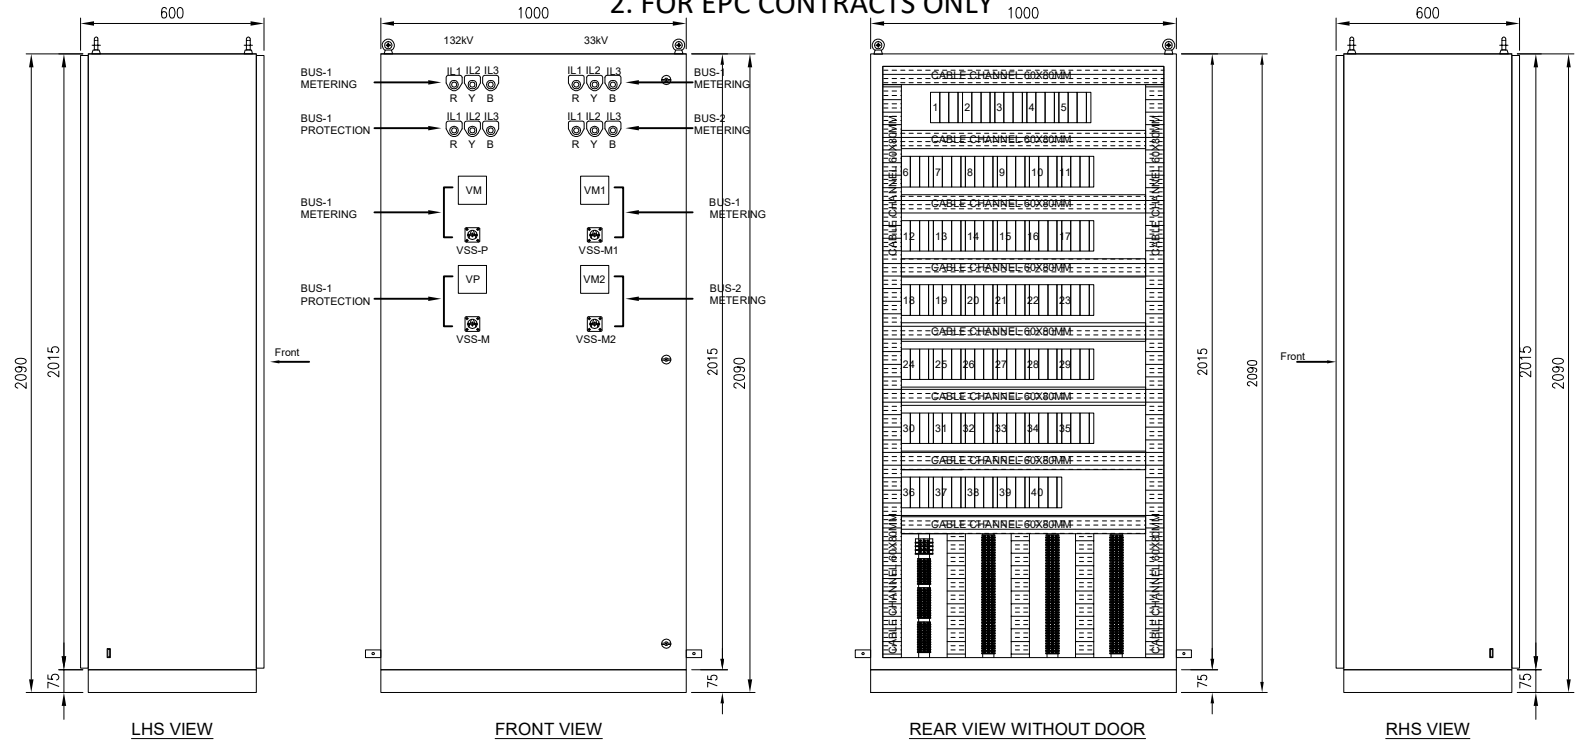 2. FOR EPC CONTRACTS ONLY
600
2090
2015
75
Front
LHS VIEW
1000
132kV
33kV
BUS-1
METERING
IL1 IL2 IL3
R Y B
IL1 IL2 IL3
R Y B
BUS-1
METERING
BUS-1
PROTECTION
IL1 IL2 IL3
R Y B
IL1 IL2 IL3
R Y B
BUS-2
METERING
BUS-1
METERING
VM
VSS-P
VM1
VSS-M1
BUS-1
METERING
BUS-1
PROTECTION
VP
VSS-M
VM2
VSS-M2
BUS-2
METERING
2015
2090
75
FRONT VIEW
1000
CABLE CHANNEL 60X80MM
CABLE CHANNEL 60X80MM
CABLE CHANNEL 60X80MM
1 2 3 4 5
CABLE CHANNEL 60X80MM
6 7 8 9 10 11
CABLE CHANNEL 60X80MM
12 13 14 15 16 17
CABLE CHANNEL 60X80MM
18 19 20 21 22 23
CABLE CHANNEL 60X80MM
24 25 26 27 28 29
CABLE CHANNEL 60X80MM
30 31 32 33 34 35
CABLE CHANNEL 60X80MM
36 37 38 39 40
CABLE CHANNEL 60X80MM
CABLE CHANNEL 60X80MM
CABLE CHANNEL 60X80MM
2015
2090
75
REAR VIEW WITHOUT DOOR
600
Front
2015
2090
75
RHS VIEW